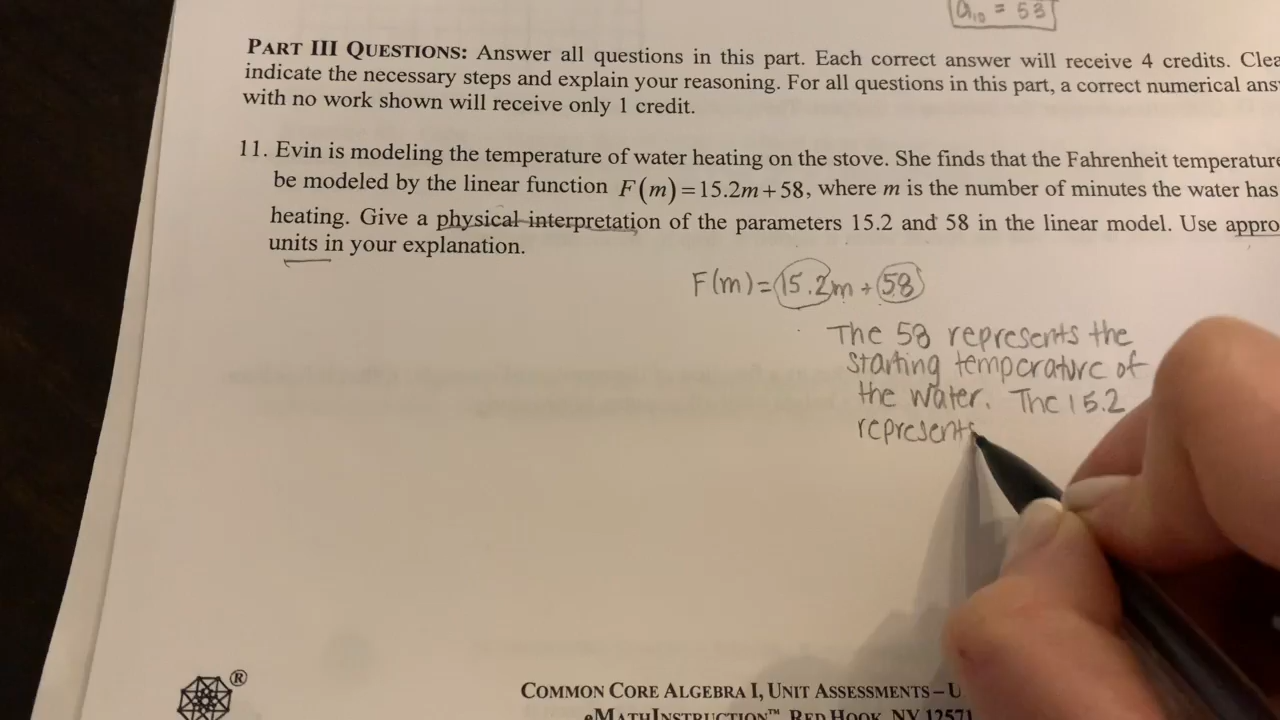 a₁₀ = 53
PART III QUESTIONS: Answer all questions in this part. Each correct answer will receive 4 credits. Clea
indicate the necessary steps and explain your reasoning. For all questions in this part, a correct numerical ans
with no work shown will receive only 1 credit.
11. Evin is modeling the temperature of water heating on the stove. She finds that the Fahrenheit temperature
be modeled by the linear function F(m)=15.2m+58, where m is the number of minutes the water has
heating. Give a physical interpretation of the parameters 15.2 and 58 in the linear model. Use appro
units in your explanation.
F(m)=15.2m+58
The 58 represents the
starting temperature of
the water. The 15.2
represents
®
COMMON CORE ALGEBRA I, UNIT ASSESSMENTS – U
eMATHINSTRUCTION™, RED HOOK, NY 12571